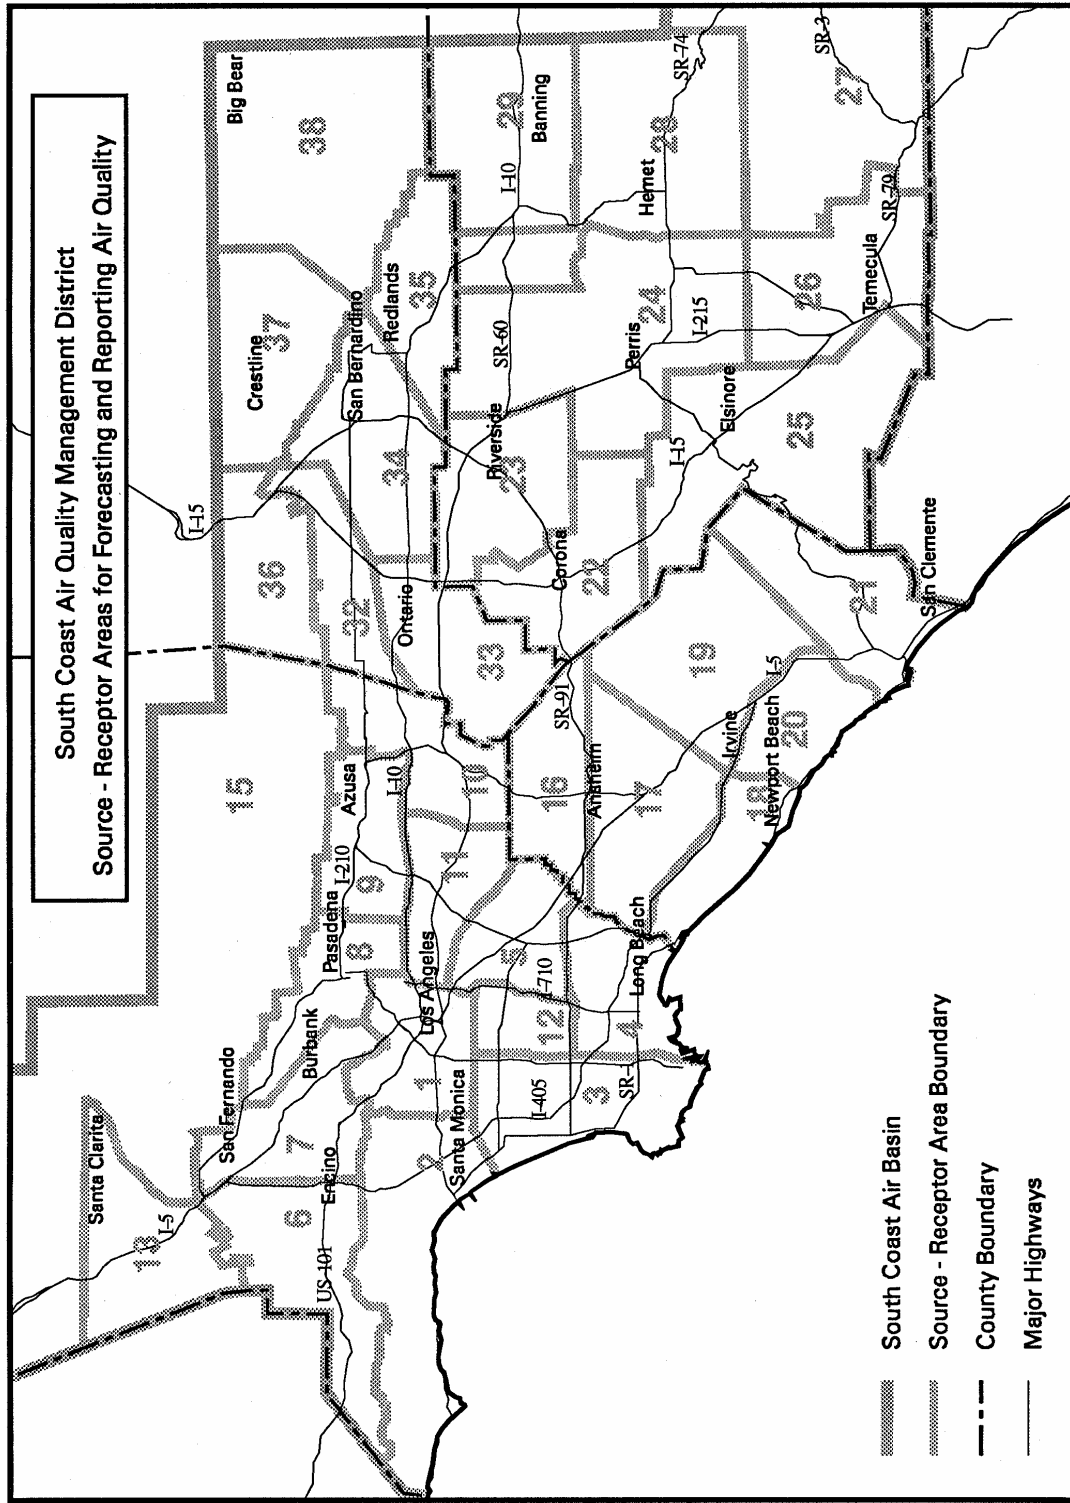 South Coast Air Quality Management District
Source - Receptor Areas for Forecasting and Reporting Air Quality
Santa Clarita
13
I-5
San Fernando
15
I-15
36
Crestline
37
Big Bear
38
6
7
Burbank
US-101
Encino
Pasadena
8
I-210
9
Azusa
32
San Bernardino
Redlands
35
34
I-10
Ontario
Los Angeles
1
2
Santa Monica
11
10
33
Riverside
23
SR-60
I-10
29
Banning
5
I-405
I-710
12
16
SR-91
Corona
22
Anaheim
3
SR-1
4
Long Beach
17
19
Perris
24
Hemet
28
SR-74
I-215
I-15
Elsinore
Irvine
I-5
18
Newport Beach
20
25
26
Temecula
27
SR-3
SR-79
21
San Clemente
South Coast Air Basin
Source - Receptor Area Boundary
County Boundary
Major Highways